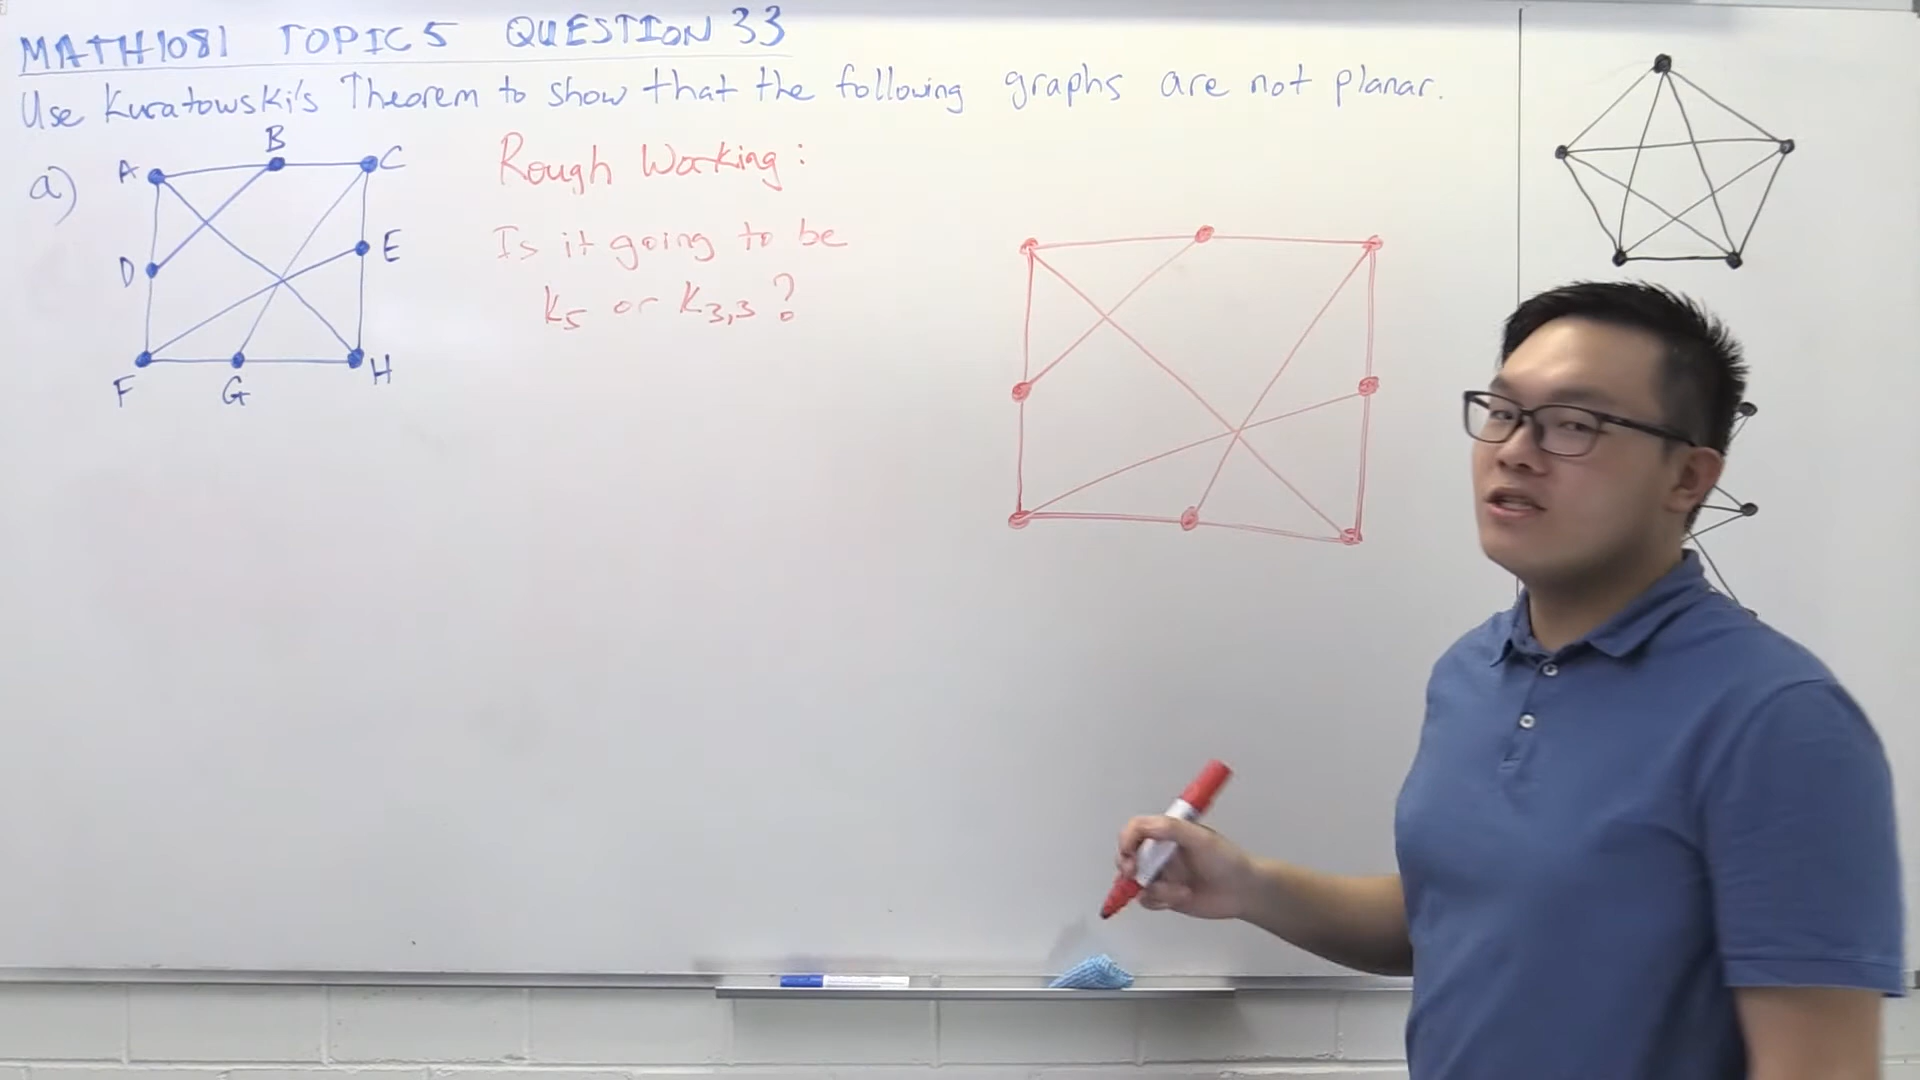 MATH1081 TOPIC 5 QUESTION 33
Use Kuratowski's Theorem to show that the following graphs are not planar.
a)
A B C
D E
F G H
Rough Working:
Is it going to be
K5 or K3,3?